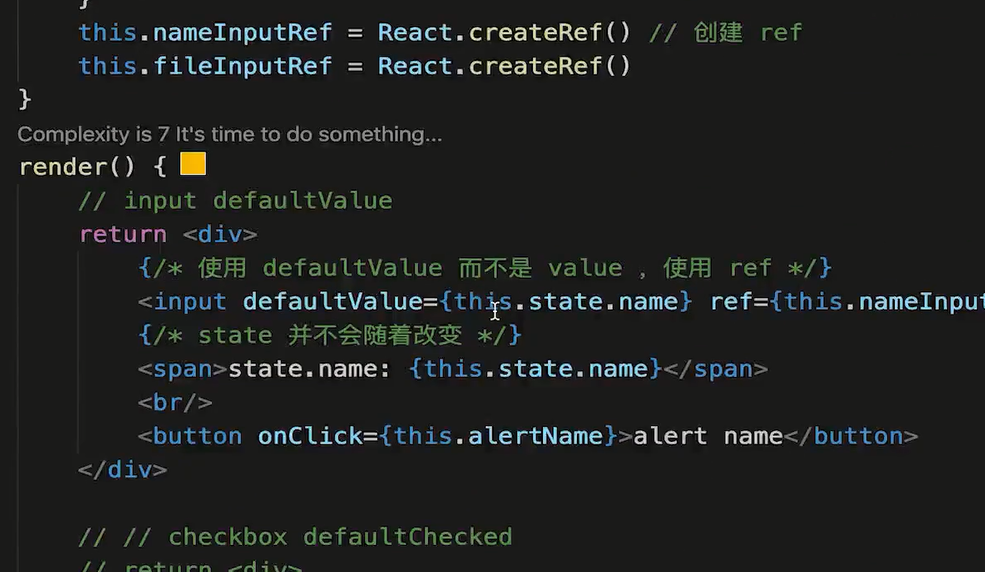 }
this.nameInputRef = React.createRef() // 创建 ref
this.fileInputRef = React.createRef()
}
Complexity is 7 It's time to do something...
render() {
// input defaultValue
return <div>
{/* 使用 defaultValue 而不是 value ，使用 ref */}
<input defaultValue={this.state.name} ref={this.nameInput
{/* state 并不会随着改变 */}
<span>state.name: {this.state.name}</span>
<br/>
<button onClick={this.alertName}>alert name</button>
</div>
// // checkbox defaultChecked
// return <div>